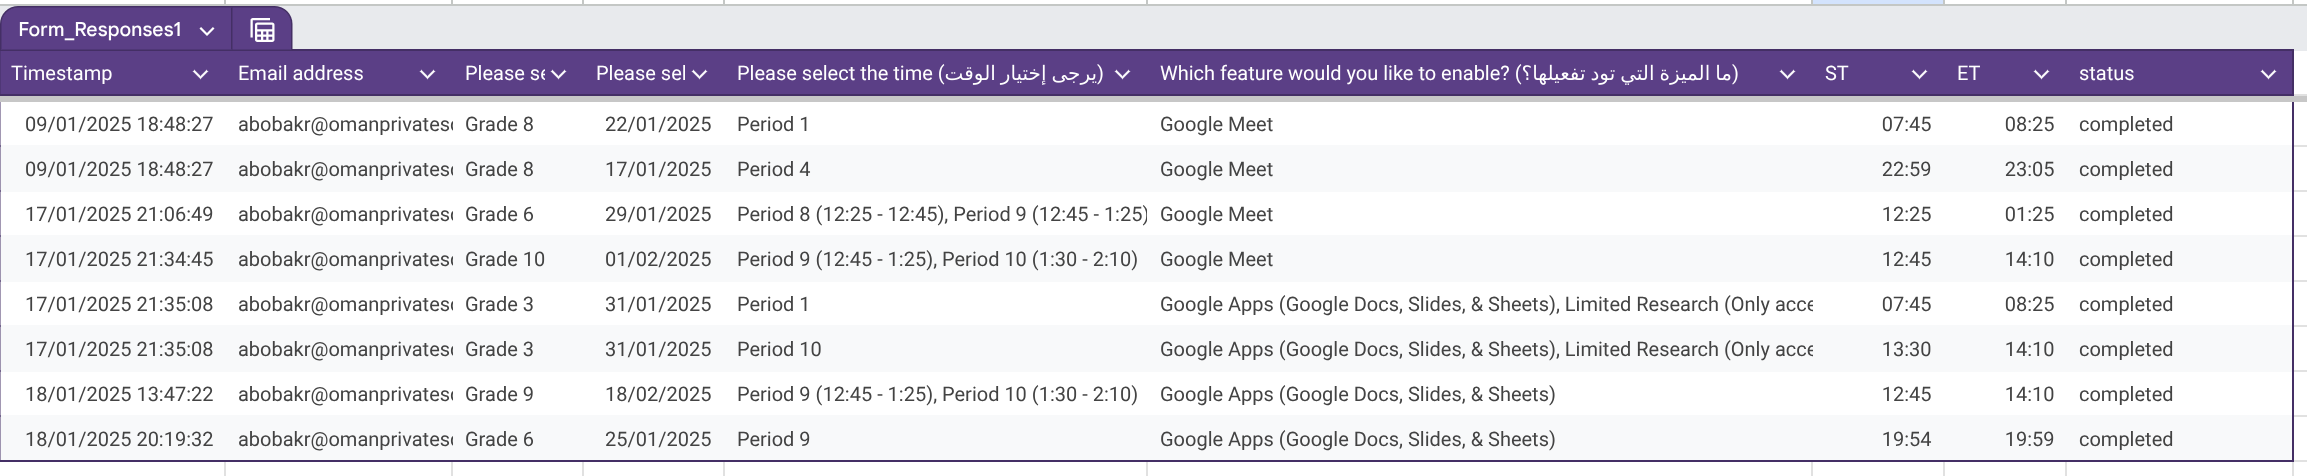 Form_Responses1
Timestamp Email address Please se Please sel Please select the time (يرجى إختيار الوقت) Which feature would you like to enable? (ما الميزة التي تود تفعيلها؟) ST ET status
09/01/2025 18:48:27 abobakr@omanprivatesc Grade 8 22/01/2025 Period 1 Google Meet 07:45 08:25 completed
09/01/2025 18:48:27 abobakr@omanprivatesc Grade 8 17/01/2025 Period 4 Google Meet 22:59 23:05 completed
17/01/2025 21:06:49 abobakr@omanprivatesc Grade 6 29/01/2025 Period 8 (12:25 - 12:45), Period 9 (12:45 - 1:25) Google Meet 12:25 01:25 completed
17/01/2025 21:34:45 abobakr@omanprivatesc Grade 10 01/02/2025 Period 9 (12:45 - 1:25), Period 10 (1:30 - 2:10) Google Meet 12:45 14:10 completed
17/01/2025 21:35:08 abobakr@omanprivatesc Grade 3 31/01/2025 Period 1 Google Apps (Google Docs, Slides, & Sheets), Limited Research (Only acce 07:45 08:25 completed
17/01/2025 21:35:08 abobakr@omanprivatesc Grade 3 31/01/2025 Period 10 Google Apps (Google Docs, Slides, & Sheets), Limited Research (Only acce 13:30 14:10 completed
18/01/2025 13:47:22 abobakr@omanprivatesc Grade 9 18/02/2025 Period 9 (12:45 - 1:25), Period 10 (1:30 - 2:10) Google Apps (Google Docs, Slides, & Sheets) 12:45 14:10 completed
18/01/2025 20:19:32 abobakr@omanprivatesc Grade 6 25/01/2025 Period 9 Google Apps (Google Docs, Slides, & Sheets) 19:54 19:59 completed